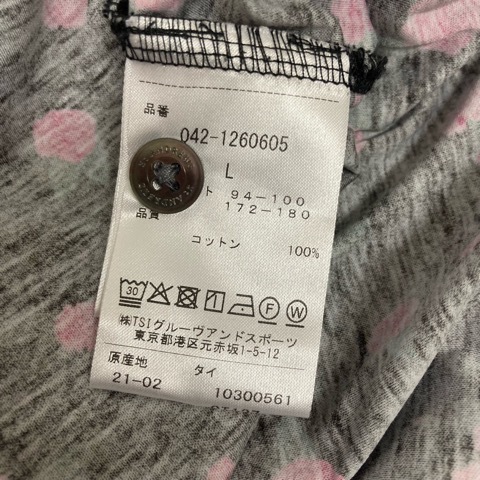 品番
042-1260605
L
ト 94-100
172-180
品質
コットン 100%
30
㈱TSIグルーヴアンドスポーツ
東京都港区元赤坂1-5-12
原産地 タイ
21-02 10300561